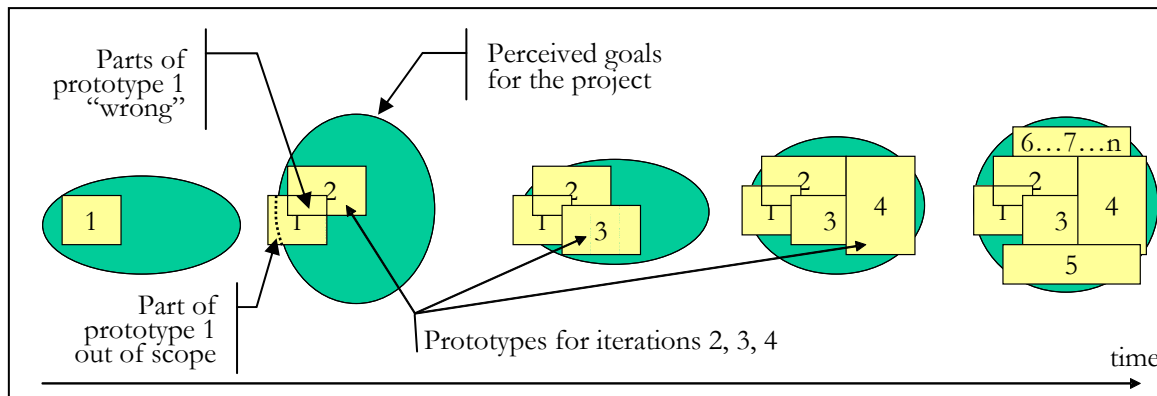 Parts of
prototype 1
“wrong”
Perceived goals
for the project
1
2
1
2
1
3
2
1
3
4
6…7…n
2
1
3
4
5
Part of
prototype 1
out of scope
Prototypes for iterations 2, 3, 4
time